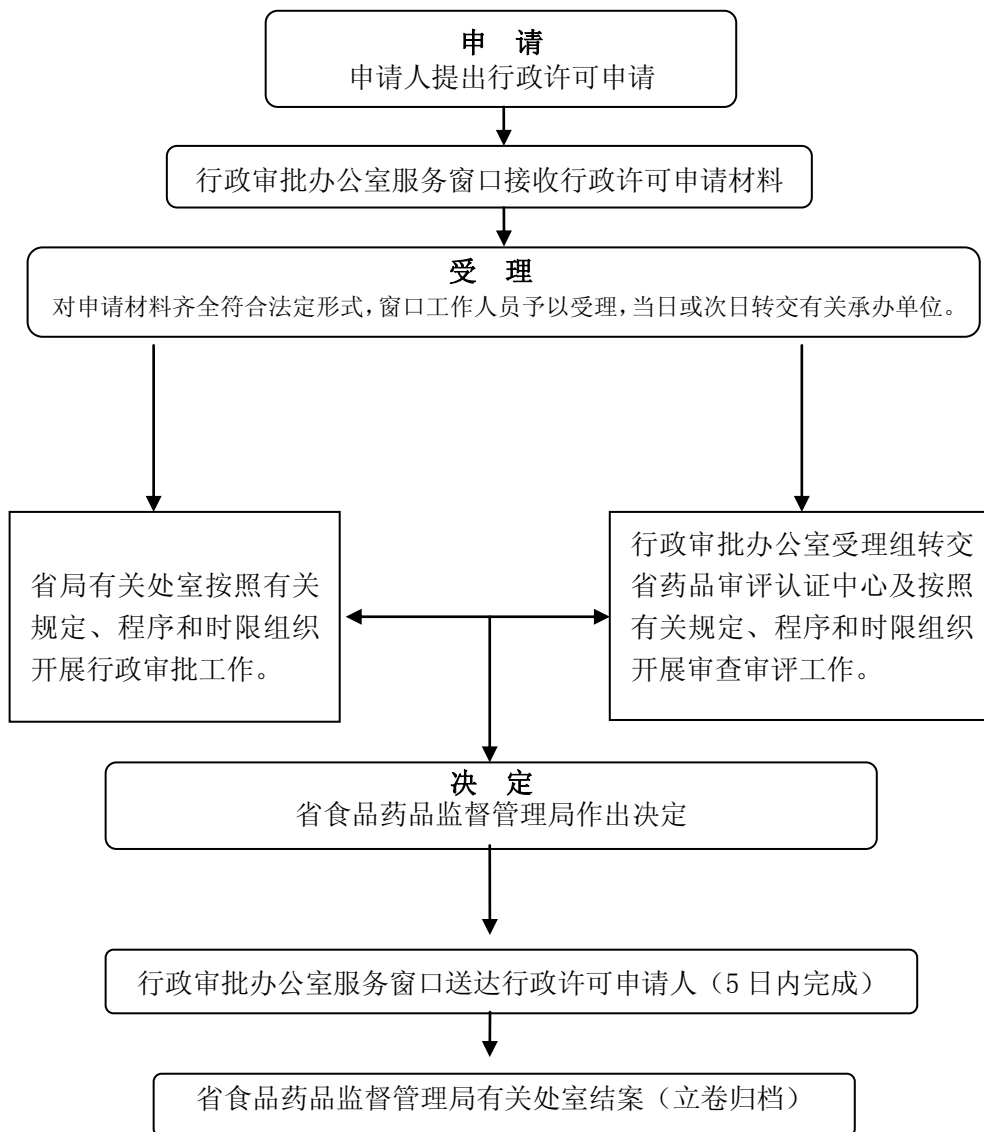 申 请
申请人提出行政许可申请
行政审批办公室服务窗口接收行政许可申请材料
受 理
对申请材料齐全符合法定形式，窗口工作人员予以受理，当日或次日转交有关承办单位。
省局有关处室按照有关
规定、程序和时限组织
开展行政审批工作。
行政审批办公室受理组转交
省药品审评认证中心及按照
有关规定、程序和时限组织
开展审查审评工作。
决 定
省食品药品监督管理局作出决定
行政审批办公室服务窗口送达行政许可申请人（5 日内完成）
省食品药品监督管理局有关处室结案（立卷归档）